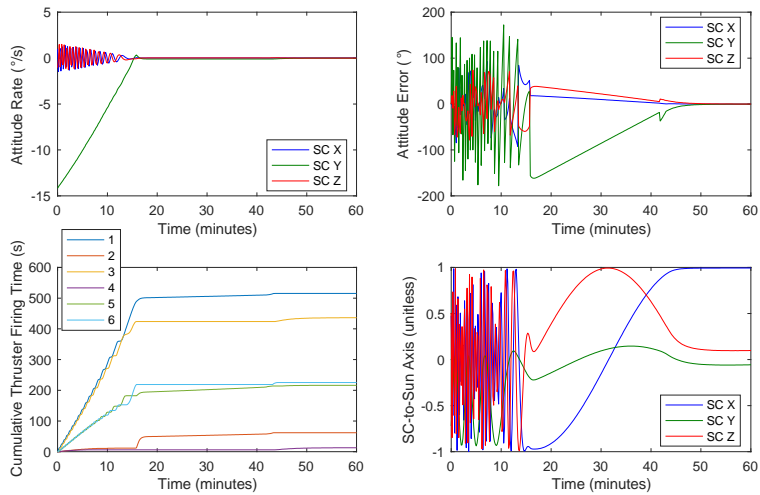 5
0
-5
-10
-15
Attitude Rate (°/s)
SC X
SC Y
SC Z
0 10 20 30 40 50 60
Time (minutes)
200
100
0
-100
-200
Attitude Error (°)
SC X
SC Y
SC Z
0 10 20 30 40 50 60
Time (minutes)
600
500
400
300
200
100
0
Cumulative Thruster Firing Time (s)
1
2
3
4
5
6
0 10 20 30 40 50 60
Time (minutes)
1
0.5
0
-0.5
-1
SC-to-Sun Axis (unitless)
SC X
SC Y
SC Z
0 10 20 30 40 50 60
Time (minutes)